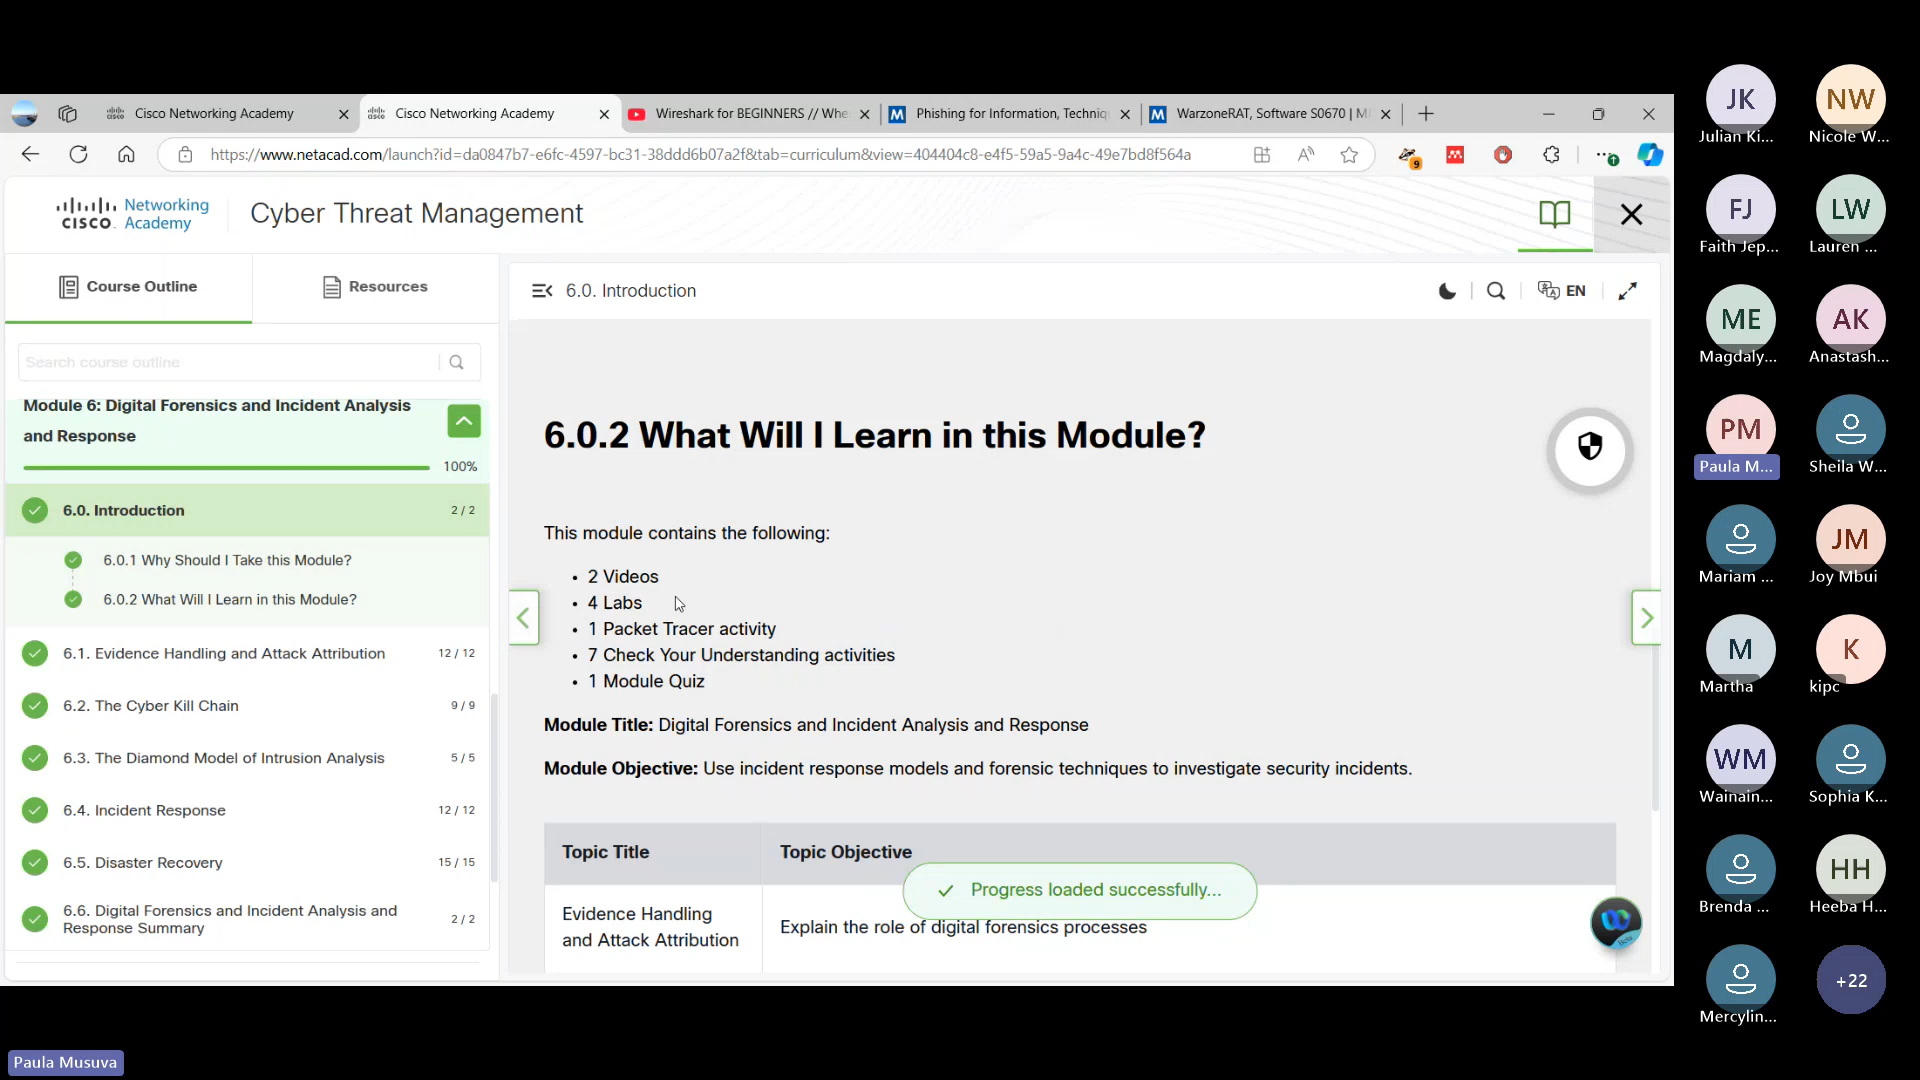 Cisco Networking Academy
Cisco Networking Academy
Wireshark for BEGINNERS // Whe
Phishing for Information, Techniq
WarzoneRAT, Software S0670 | M
https://www.netacad.com/launch?id=da0847b7-e6fc-4597-bc31-38ddd6b07a2f&tab=curriculum&view=404404c8-e4f5-59a5-9a4c-49e7bd8f564a
9
CISCO Networking Academy
Cyber Threat Management
Course Outline
Resources
Search course outline
Module 6: Digital Forensics and Incident Analysis
and Response
100%
6.0. Introduction 2 / 2
6.0.1 Why Should I Take this Module?
6.0.2 What Will I Learn in this Module?
6.1. Evidence Handling and Attack Attribution 12 / 12
6.2. The Cyber Kill Chain 9 / 9
6.3. The Diamond Model of Intrusion Analysis 5 / 5
6.4. Incident Response 12 / 12
6.5. Disaster Recovery 15 / 15
6.6. Digital Forensics and Incident Analysis and
Response Summary 2 / 2
6.0. Introduction
EN
6.0.2 What Will I Learn in this Module?
This module contains the following:
• 2 Videos
• 4 Labs
• 1 Packet Tracer activity
• 7 Check Your Understanding activities
• 1 Module Quiz
Module Title: Digital Forensics and Incident Analysis and Response
Module Objective: Use incident response models and forensic techniques to investigate security incidents.
Topic Title
Topic Objective
Progress loaded successfully...
Evidence Handling
and Attack Attribution
Explain the role of digital forensics processes
JK
Julian Ki...
NW
Nicole W...
FJ
Faith Jep...
LW
Lauren ...
ME
Magdaly...
AK
Anastash...
PM
Paula M...
Sheila W...
Mariam ...
JM
Joy Mbui
M
Martha
K
kipc
WM
Wainain...
Sophia K...
Brenda ...
HH
Heeba H...
Mercylin...
+22
Paula Musuva